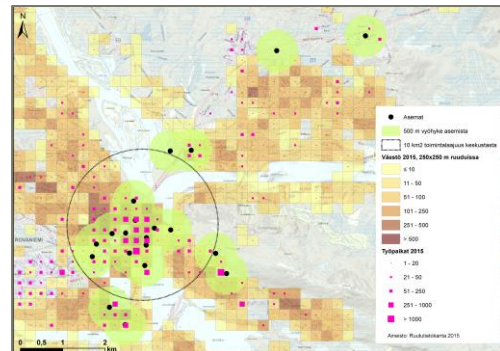 N
Asemat
500 m vyöhyke asemista
10 km2 toimintalaajuus keskustasta
Väestö 2015, 250x250 m ruuduissa
≤ 10
11 - 50
51 - 100
101 - 250
251 - 500
> 500
Työpaikat 2015
1 - 20
21 - 50
51 - 250
251 - 1000
> 1000
Aineisto: Ruututietokanta 2015
ROVANIEMI
0 0,5 1 2
km